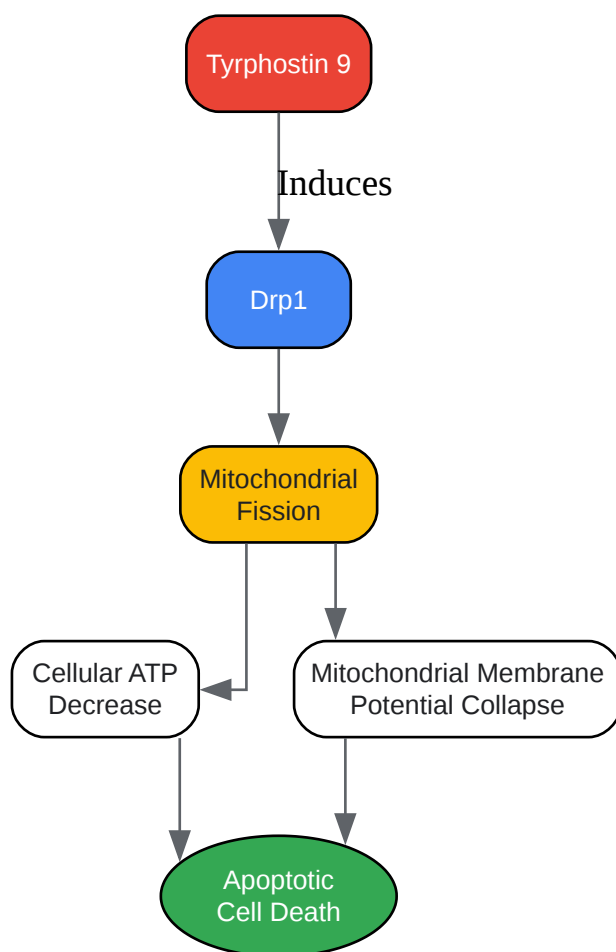 Tyrphostin 9
Induces
Drp1
Mitochondrial
Fission
Cellular ATP
Decrease
Mitochondrial Membrane
Potential Collapse
Apoptotic
Cell Death